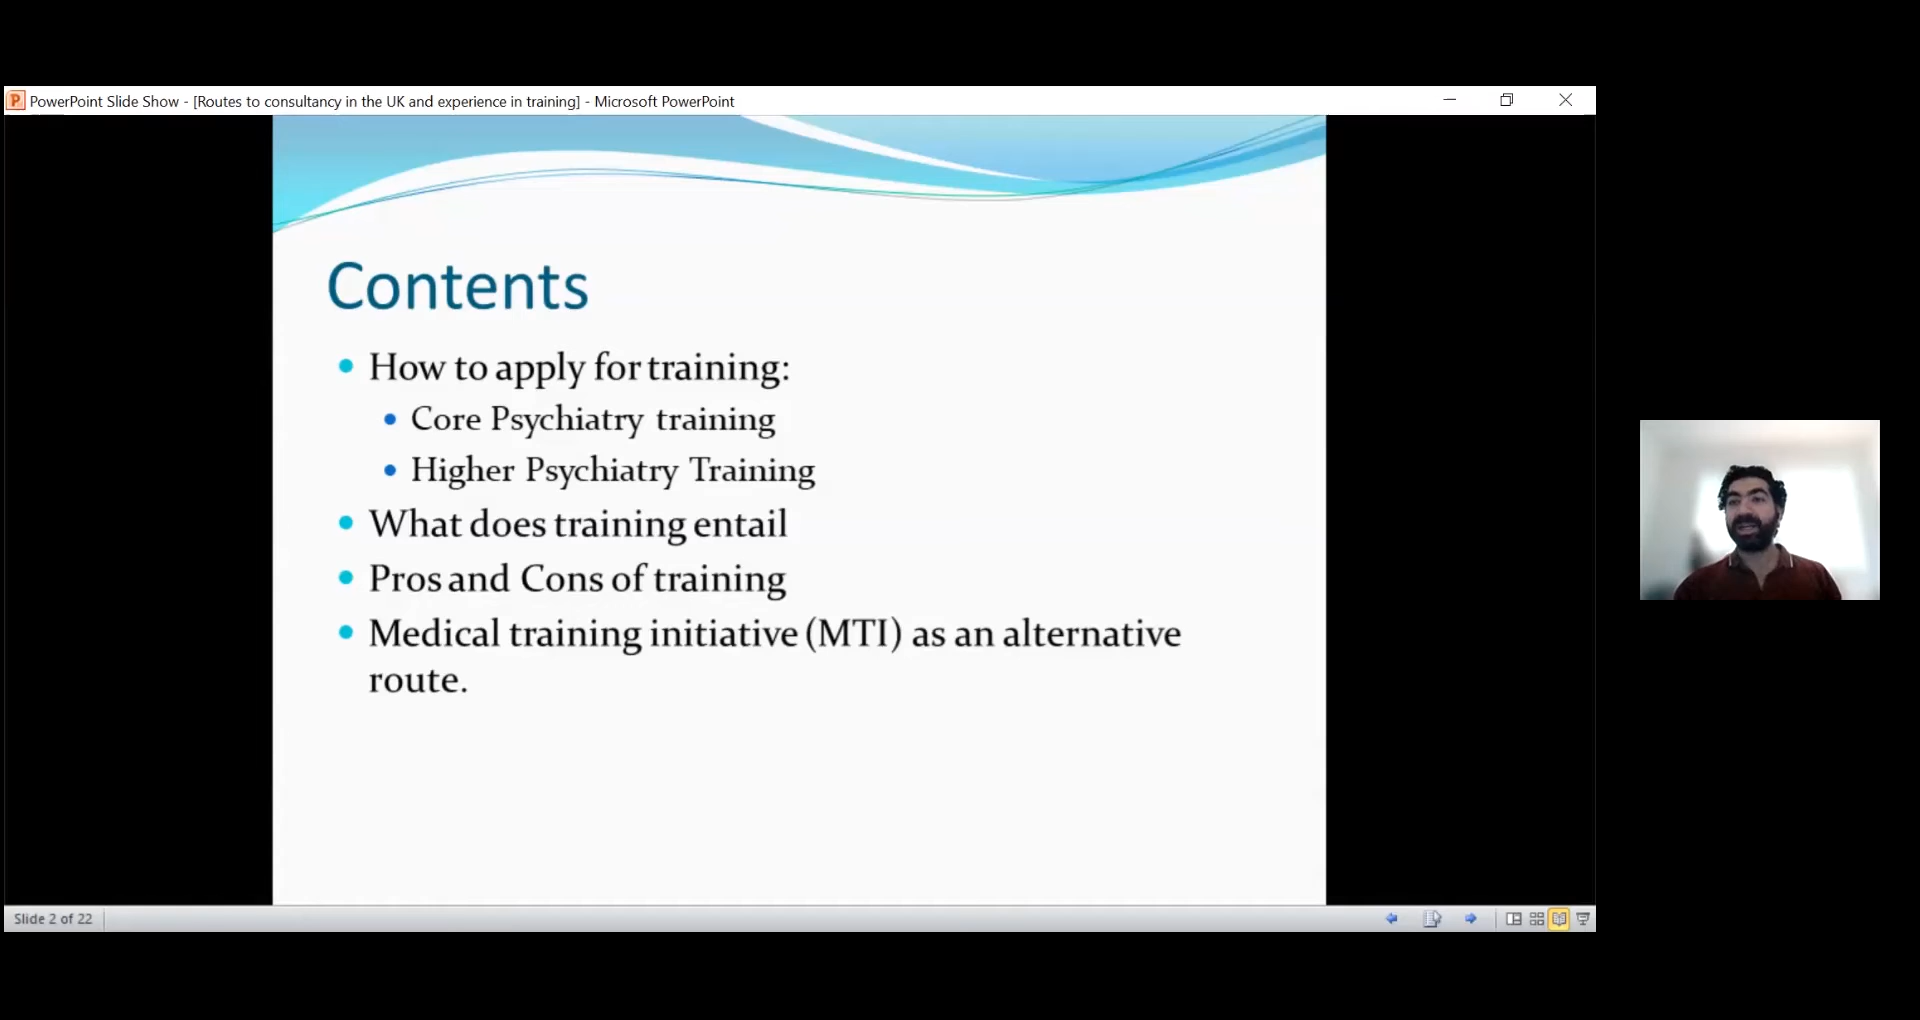 PowerPoint Slide Show - [Routes to consultancy in the UK and experience in training] - Microsoft PowerPoint
Contents
How to apply for training:
Core Psychiatry training
Higher Psychiatry Training
What does training entail
Pros and Cons of training
Medical training initiative (MTI) as an alternative
route.
Slide 2 of 22